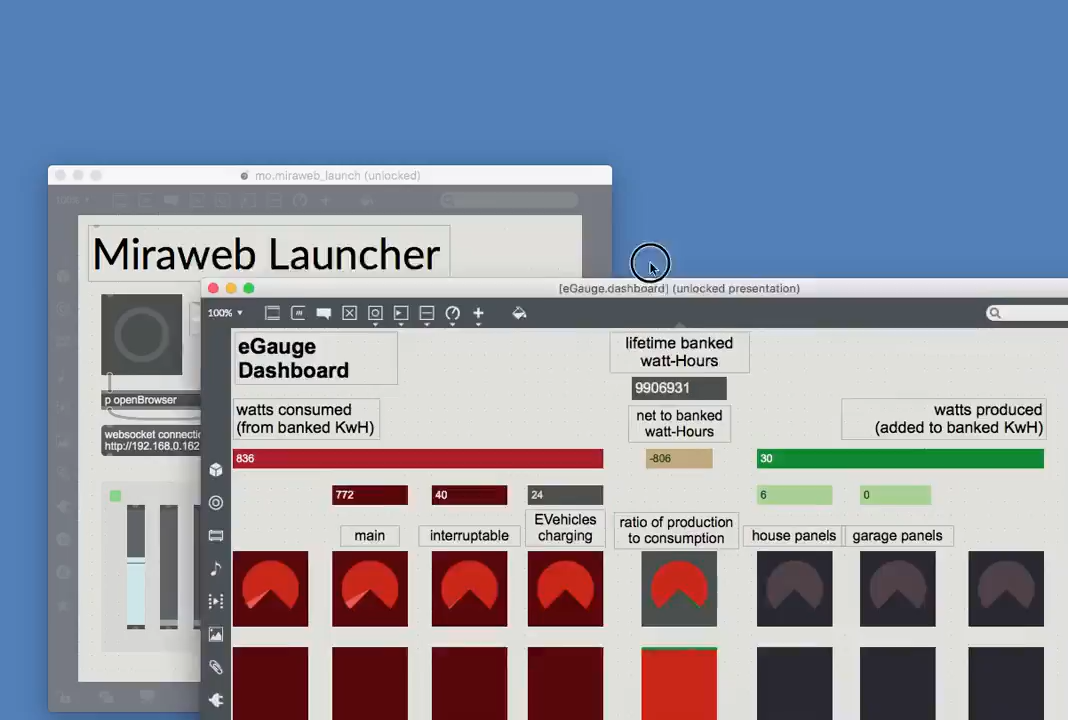 mo.miraweb_launch (unlocked)
100%
Miraweb Launcher
p openBrowser
websocket connectic
http://192.168.0.162
[eGauge.dashboard] (unlocked presentation)
100%
eGauge
Dashboard
lifetime banked
watt-Hours
9906931
watts consumed
(from banked KwH)
net to banked
watt-Hours
watts produced
(added to banked KwH)
836
-806
30
772
40
24
6
0
main
interruptable
EVehicles
charging
ratio of production
to consumption
house panels
garage panels